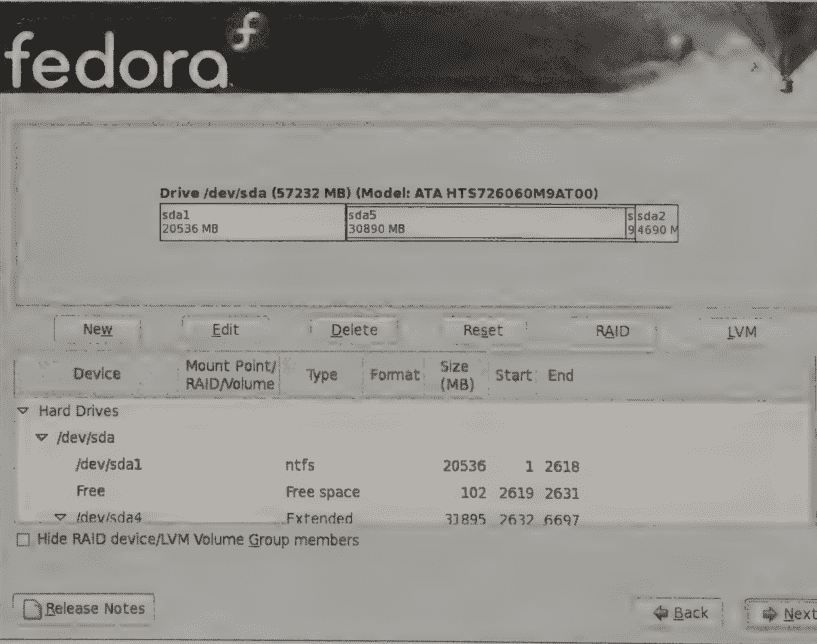 fedora
Drive /dev/sda (57232 MB) (Model: ATA HTS726060M9AT00)
sda1 sda5 s sda2
20536 MB 30890 MB 9 4690 M
New Edit Delete Reset RAID LVM
Device Mount Point/ RAID/Volume Type Format Size (MB) Start End
Hard Drives
/dev/sda
/dev/sda1 ntfs 20536 1 2618
Free Free space 102 2619 2631
/dev/sda4 Extended 31895 2632 6697
Hide RAID device/LVM Volume Group members
Release Notes Back Next